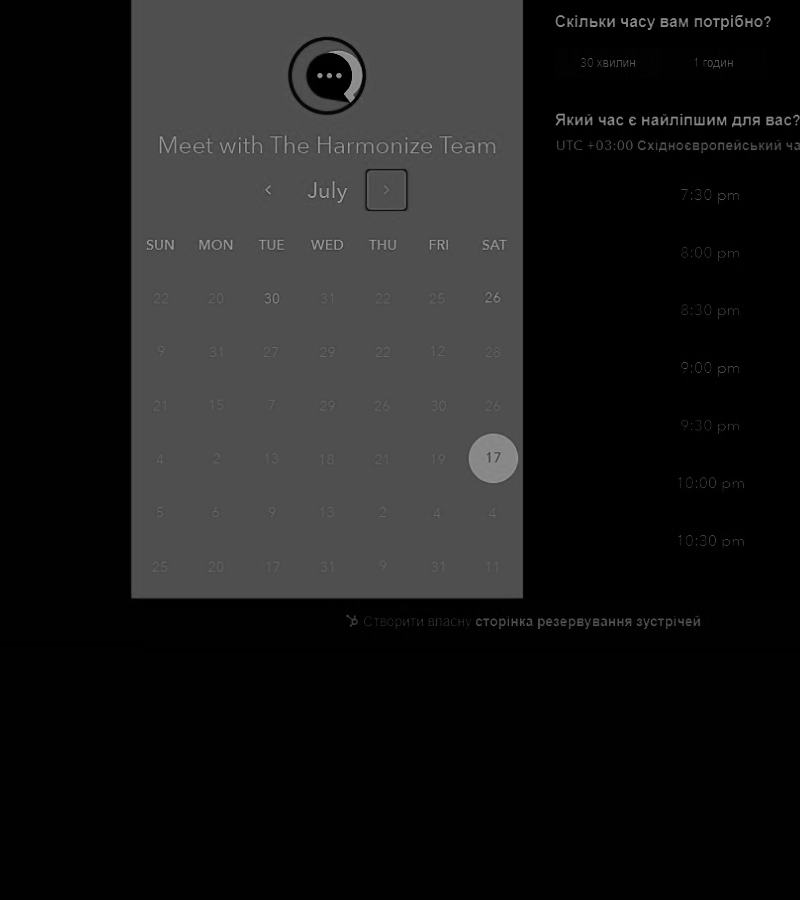 Meet with The Harmonize Team
July
SUN MON TUE WED THU FRI SAT
22 20 30 31 22 25 26
9 31 27 29 22 12 28
21 15 7 29 26 30 26
4 2 13 18 21 19 17
5 6 9 13 2 4 4
25 20 17 31 9 31 11
Скільки часу вам потрібно?
30 хвилин 1 годин
Який час є найліпшим для вас?
UTC +03:00 Східноєвропейський ча
7:30 pm
8:00 pm
8:30 pm
9:00 pm
9:30 pm
10:00 pm
10:30 pm
Створити власну сторінка резервування зустрічей